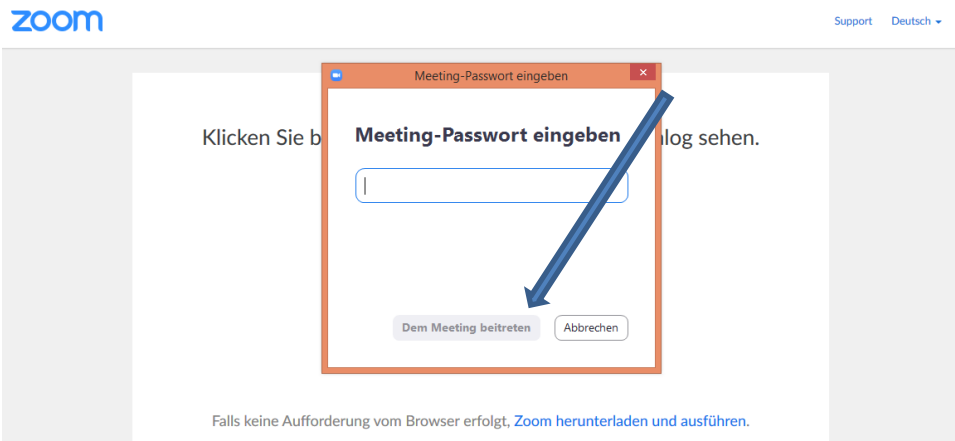 zoom
Support Deutsch
Meeting-Passwort eingeben
Klicken Sie b
log sehen.
Meeting-Passwort eingeben
Dem Meeting beitreten
Abbrechen
Falls keine Aufforderung vom Browser erfolgt, Zoom herunterladen und ausführen.